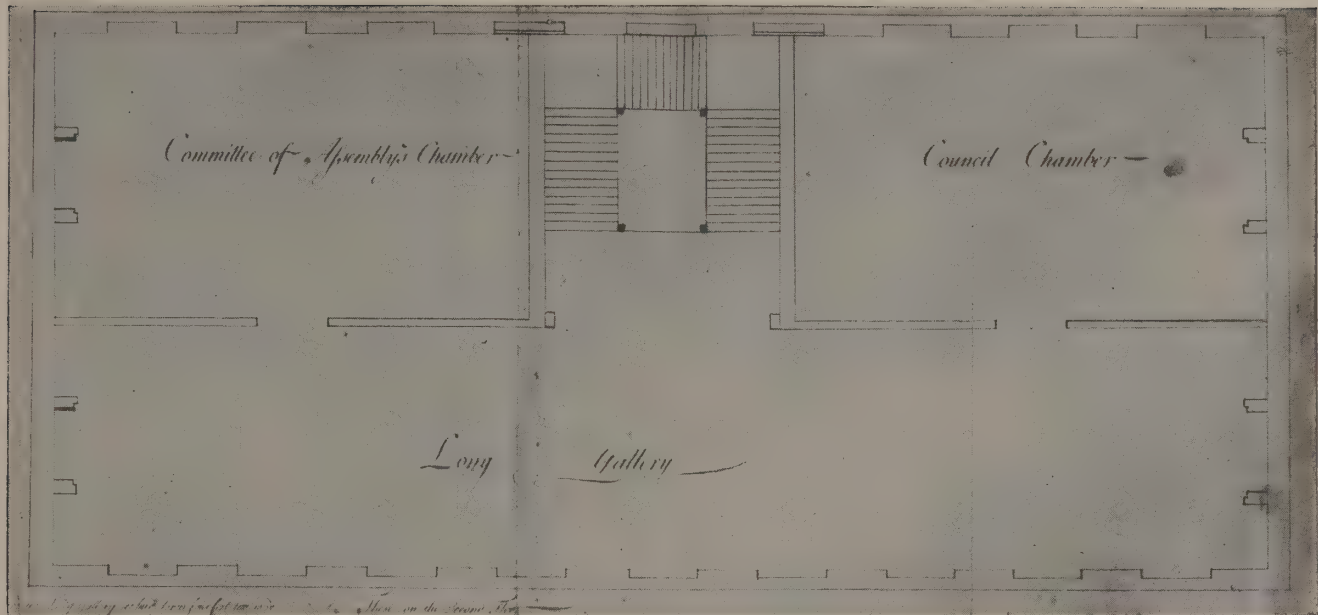 Committee of Assembly's Chamber
Council Chamber
Long Gallery
Plan on the Second Floor